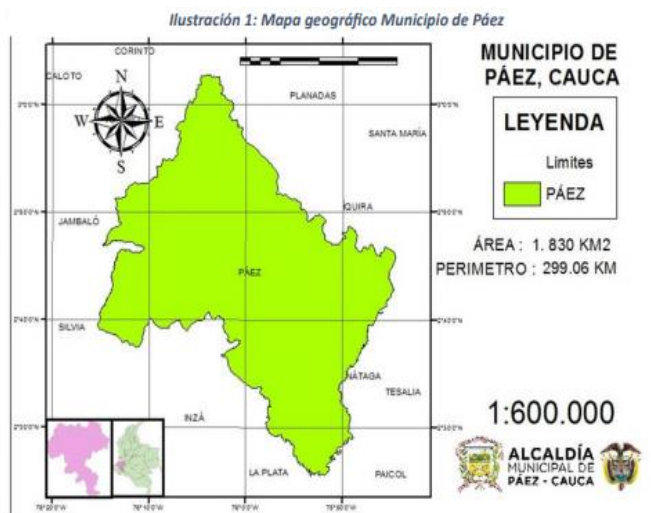 Ilustración 1: Mapa geográfico Municipio de Páez
CORINTO
CALOTO
N
W
E
S
PLANADAS
SANTA MARÍA
JAMBALÓ
QUIRA
PÁEZ
SILVIA
NÁTAGA
TESALIA
INZÁ
LA PLATA
PAICOL
MUNICIPIO DE
PÁEZ, CAUCA
LEYENDA
Limites
PÁEZ
ÁREA : 1. 830 KM2
PERIMETRO : 299.06 KM
1:600.000
ALCALDÍA
MUNICIPAL DE
PÁEZ - CAUCA